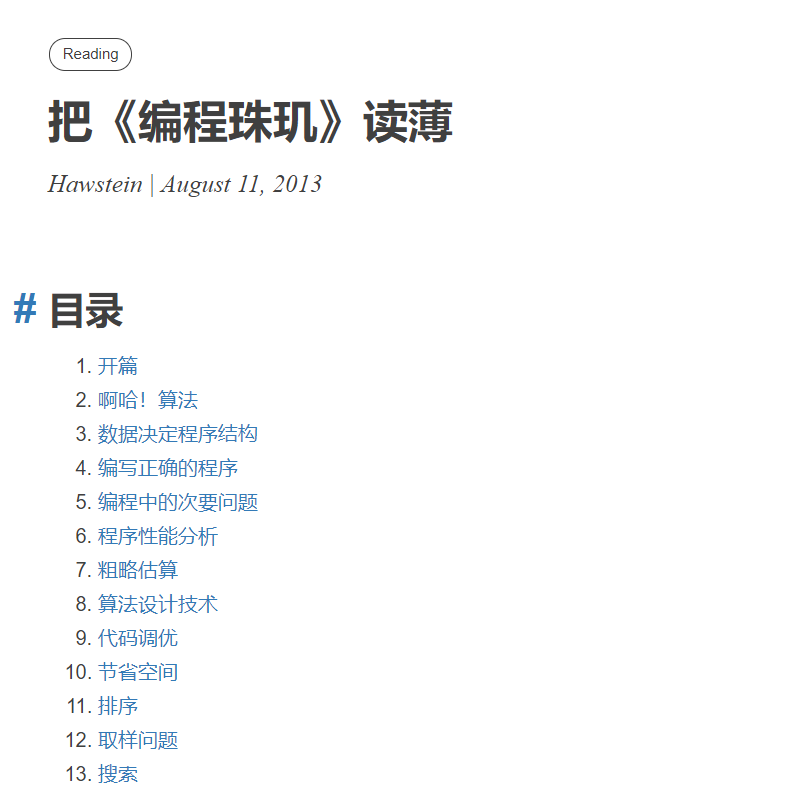 Reading
把《编程珠玑》读薄
Hawstein | August 11, 2013
# 目录
1. 开篇
2. 啊哈！算法
3. 数据决定程序结构
4. 编写正确的程序
5. 编程中的次要问题
6. 程序性能分析
7. 粗略估算
8. 算法设计技术
9. 代码调优
10. 节省空间
11. 排序
12. 取样问题
13. 搜索